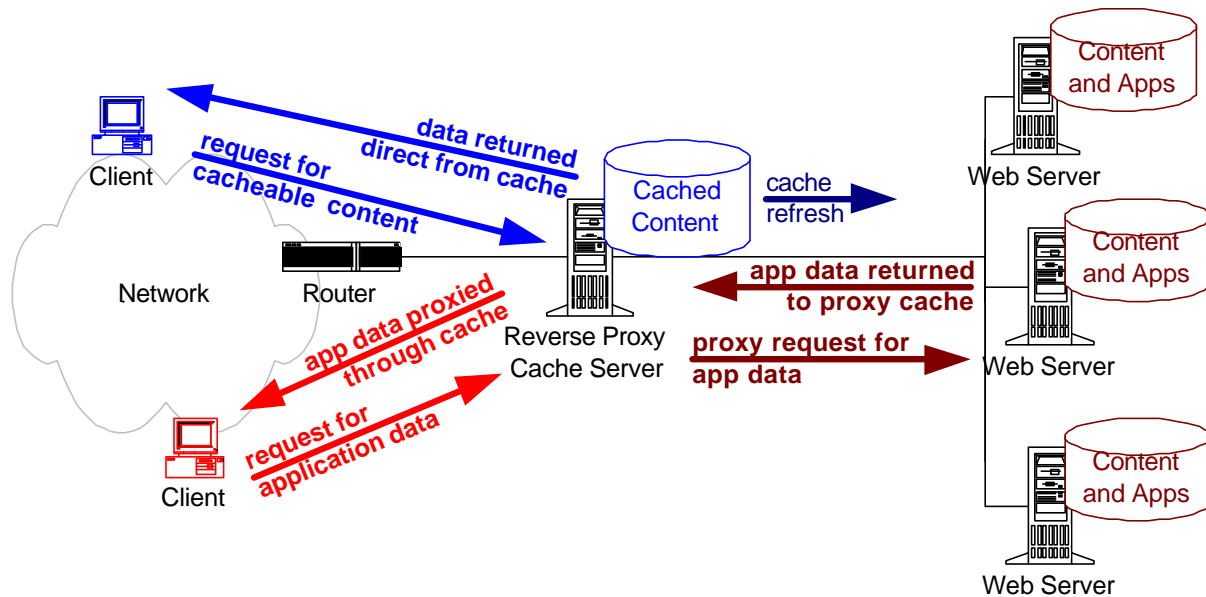 Content
and Apps
Web Server
Client
data returned
direct from cache
request for
cacheable content
Cached
Content
cache
refresh
Network
Router
Reverse Proxy
Cache Server
app data returned
to proxy cache
proxy request for
app data
Content
and Apps
Web Server
app data proxied
through cache
request for
application data
Client
Content
and Apps
Web Server